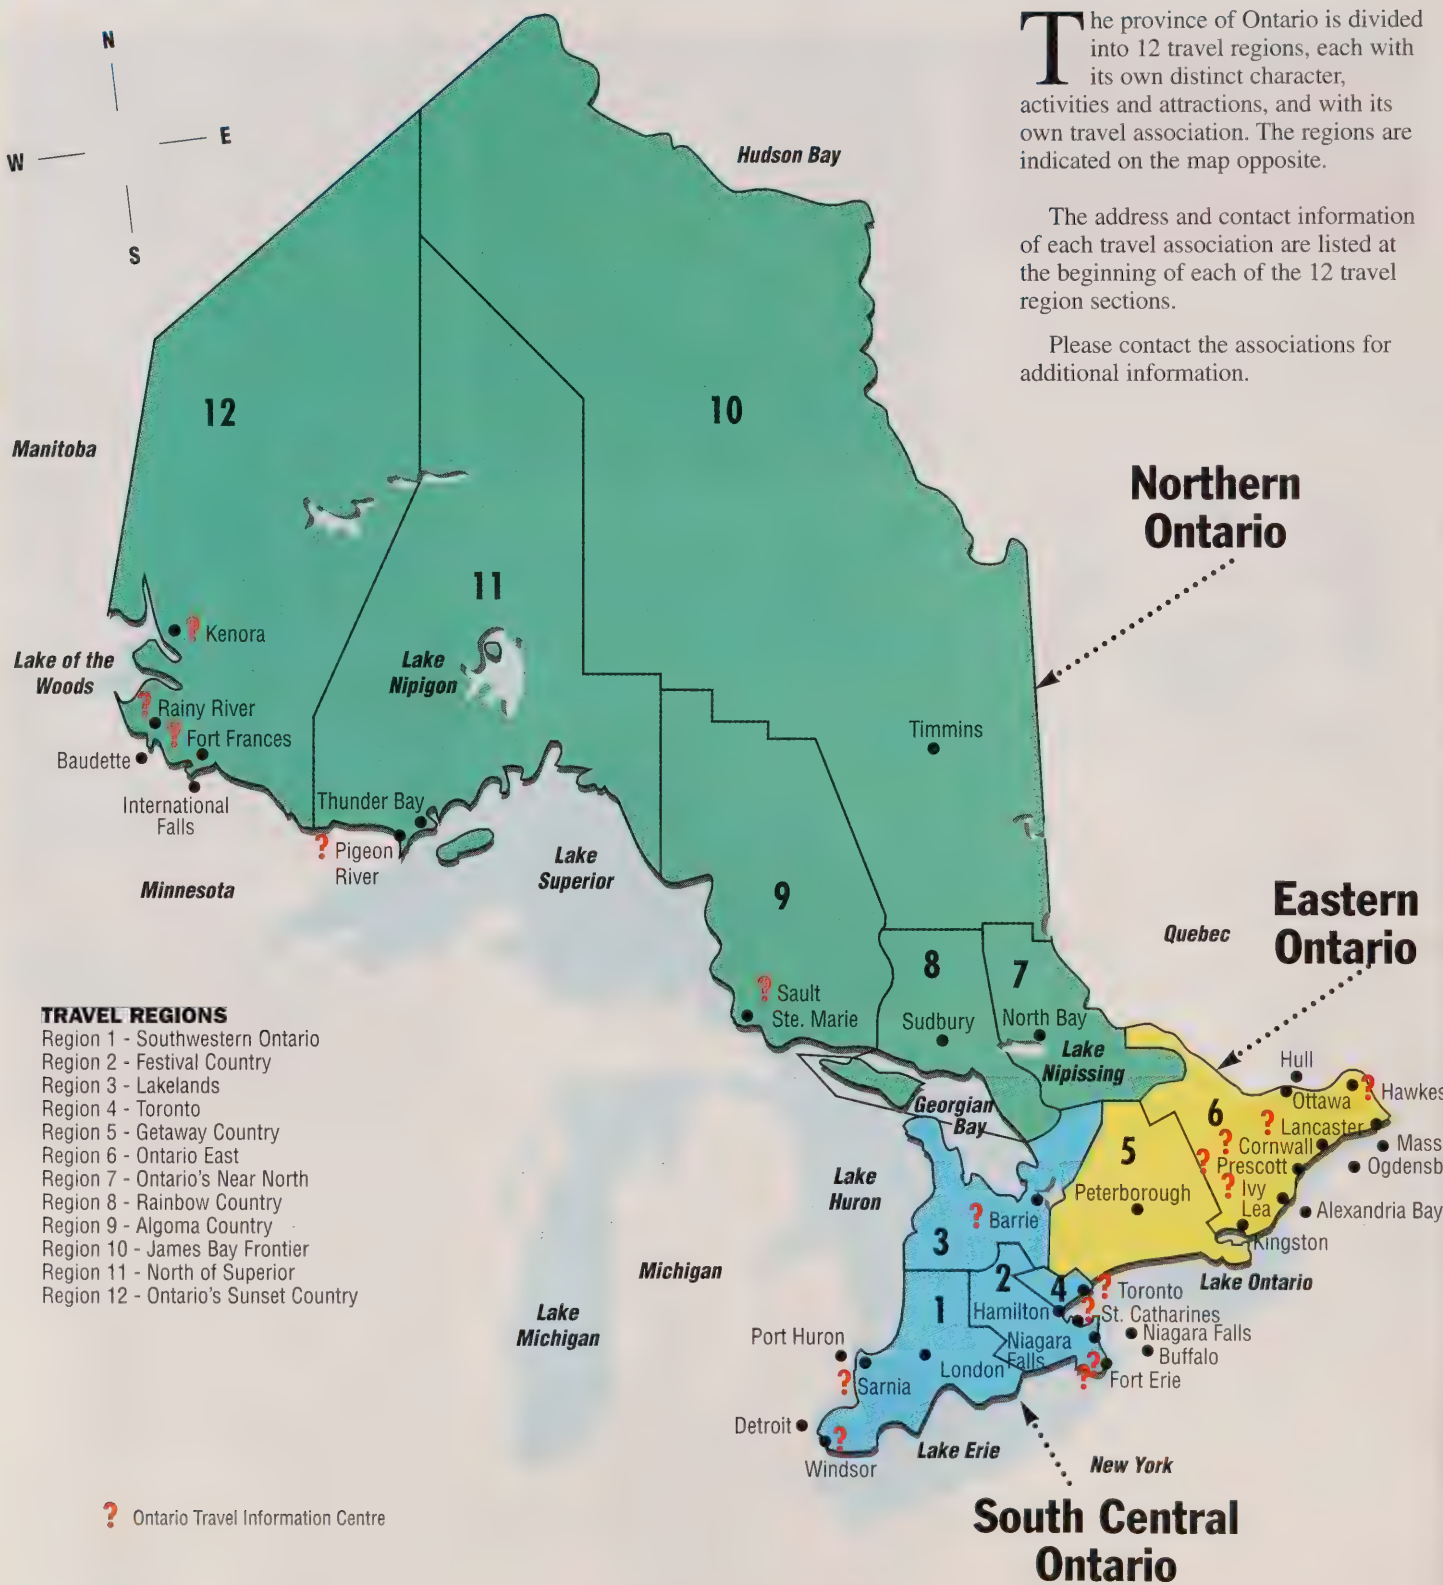 The province of Ontario is divided
into 12 travel regions, each with
its own distinct character,
activities and attractions, and with its
own travel association. The regions are
indicated on the map opposite.
The address and contact information
of each travel association are listed at
the beginning of each of the 12 travel
region sections.
Please contact the associations for
additional information.
N
E
W
S
Hudson Bay
12
10
Manitoba
Northern
Ontario
11
Kenora
Lake of the
Woods
Lake
Nipigon
Rainy River
Fort Frances
Baudette
Timmins
International
Falls
Thunder Bay
? Pigeon
River
Minnesota
Lake
Superior
9
Eastern
Ontario
Quebec
8
7
? Sault
Ste. Marie
Sudbury
North Bay
Lake
Nipissing
TRAVEL REGIONS
Region 1 - Southwestern Ontario
Region 2 - Festival Country
Region 3 - Lakelands
Region 4 - Toronto
Region 5 - Getaway Country
Region 6 - Ontario East
Region 7 - Ontario's Near North
Region 8 - Rainbow Country
Region 9 - Algoma Country
Region 10 - James Bay Frontier
Region 11 - North of Superior
Region 12 - Ontario's Sunset Country
Hull
Ottawa
? Hawkes
Georgian
Bay
6
5
? Lancaster
? Cornwall
Mass
? Prescott
Ogdensb
Lake
Huron
Peterborough
? Ivy
Lea
Alexandria Bay
? Barrie
Kingston
3
Michigan
2
4
Lake Ontario
? Toronto
1
Hamilton
? St. Catharines
Lake
Michigan
Port Huron
Niagara
Falls
Niagara Falls
Buffalo
London
? Sarnia
? Fort Erie
Detroit
?
Windsor
Lake Erie
New York
South Central
Ontario
? Ontario Travel Information Centre